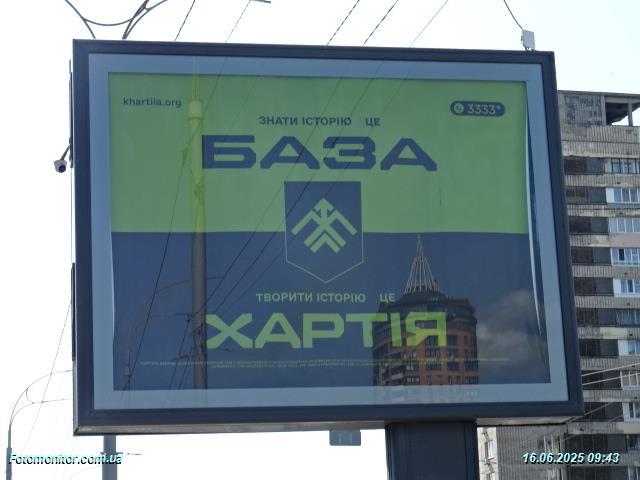 khartiia.org
3333*
ЗНАТИ ІСТОРІЮ ЦЕ
БАЗА
ТВОРИТИ ІСТОРІЮ ЦЕ
ХАРТІЯ
Fotomonitor.com.ua
16.06.2025 09:43